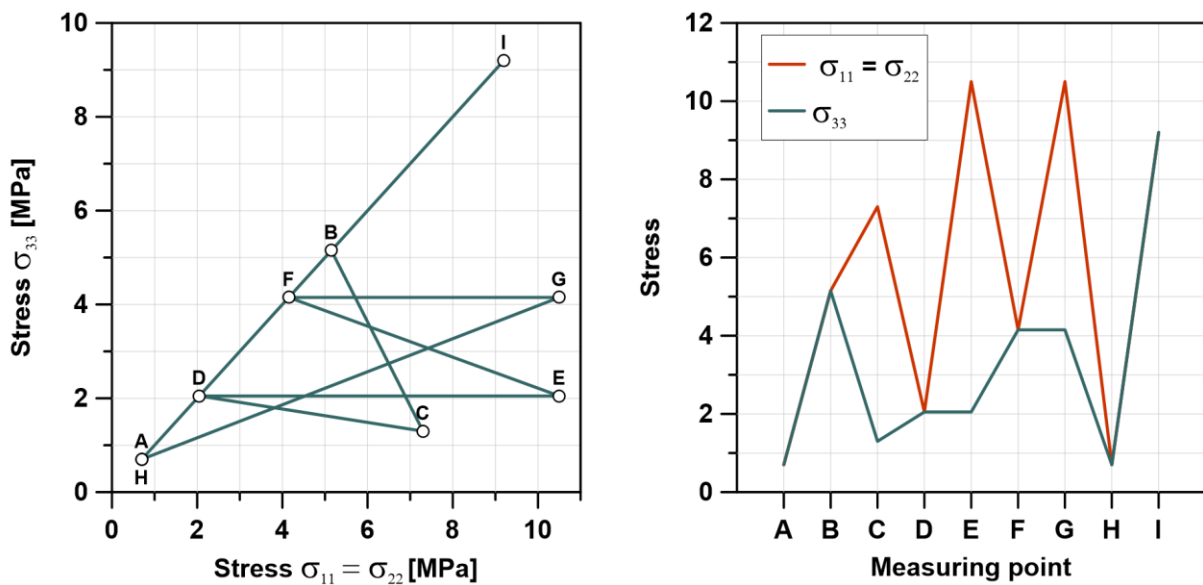 10
8
6
4
2
0
Stress σ₃₃ [MPa]
I
B
F
G
D
E
C
A
H
0 2 4 6 8 10
Stress σ₁₁ = σ₂₂ [MPa]
12
10
8
6
4
2
0
Stress
σ₁₁ = σ₂₂
σ₃₃
A B C D E F G H I
Measuring point